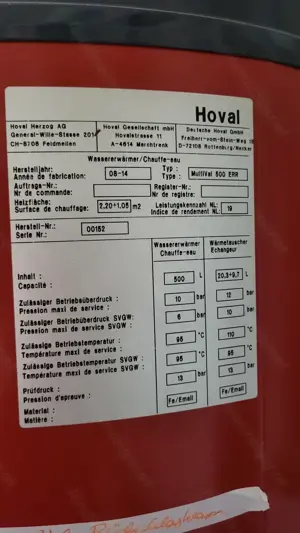 Hoval
Hoval Herzog AG
General-Wille-Stasse 201
CH-8706 Feldmeilen
Hoval Gesellschaft mbH
Hovalstrasse 11
A-4614 Marchtrenk
Deutsche Hoval GmbH
Freiherr-vom-Stein-Weg 15
D-72108 Rottenburg/Neckar
Wassererwärmer/Chauffe-eau
Herstelljahr: 08-14 Typ :
Année de fabrication: Type : MultiVal 500 ERR
Auftrags-Nr.: Register-Nr.:
Nr de commande: Nr de registre:
Heizfläche: Leistungskennzahl NL:
Surface de chauffage: 2,20+1,05 m2 Indice de rendement NL: 19
Herstell-Nr.: 00152
Serie Nr.:
Wassererwärmer Wärmetauscher
Chauffe-eau Echangeur
Inhalt : 500 L 20.3+9.7 L
Capacité :
Zulässiger Betriebsüberdruck : 10 bar 12 bar
Pression maxi de service :
Zulässiger Betriebsüberdruck SVGW: 6 bar 10 bar
Pression maxi de service SVGW:
Zulässige Betriebstemperatur : 95 °C 110 °C
Température maxi de service :
Zulässige Betriebstemperatur SVGW : 95 °C 95 °C
Température maxi de service SVGW :
Prüfdruck : 13 bar 13 bar
Pression d'epreuve :
Material : Fe/Email Fe/Email
Matière :